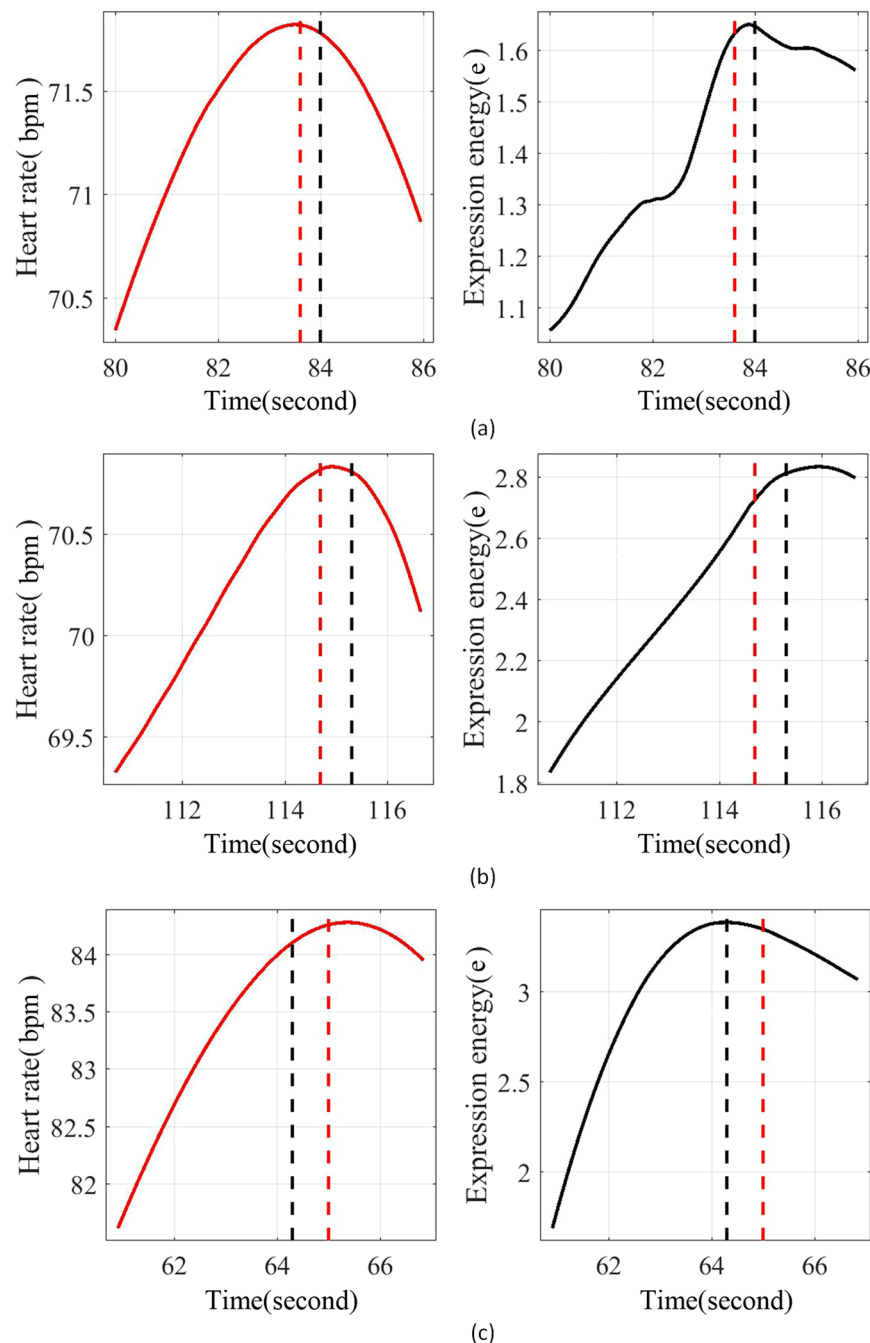 Heart rate( bpm )
71.5
71
70.5
80 82 84 86
Time(second)
Expression energy(e )
1.6
1.5
1.4
1.3
1.2
1.1
80 82 84 86
Time(second)
(a)
Heart rate( bpm )
70.5
70
69.5
112 114 116
Time(second)
Expression energy(e )
2.8
2.6
2.4
2.2
2
1.8
112 114 116
Time(second)
(b)
Heart rate( bpm )
84
83.5
83
82.5
82
62 64 66
Time(second)
Expression energy(e )
3
2.5
2
62 64 66
Time(second)
(c)